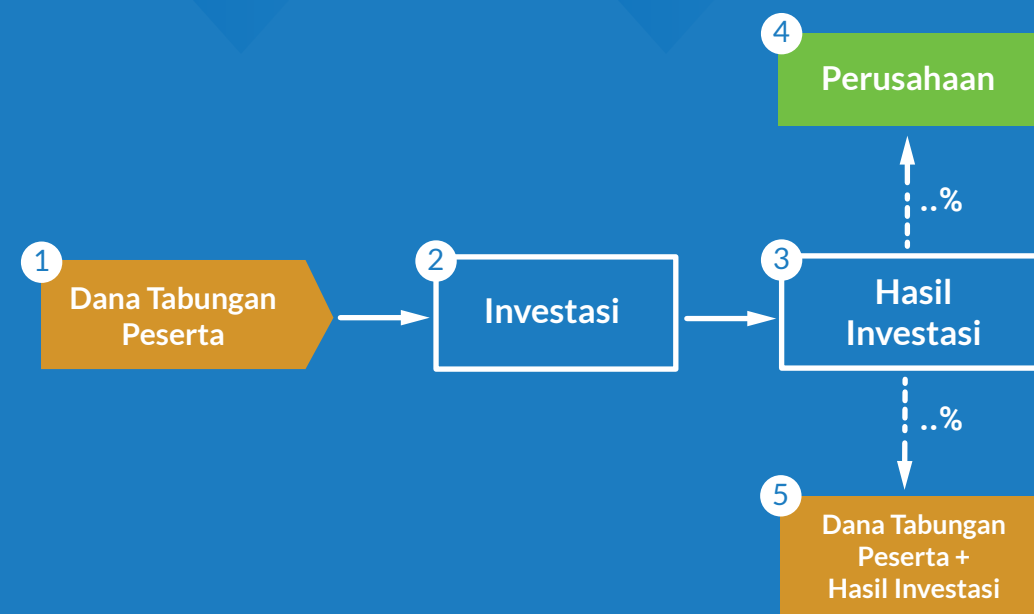 4
Perusahaan
..%
1
Dana Tabungan
Peserta
2
Investasi
3
Hasil
Investasi
..%
5
Dana Tabungan
Peserta +
Hasil Investasi